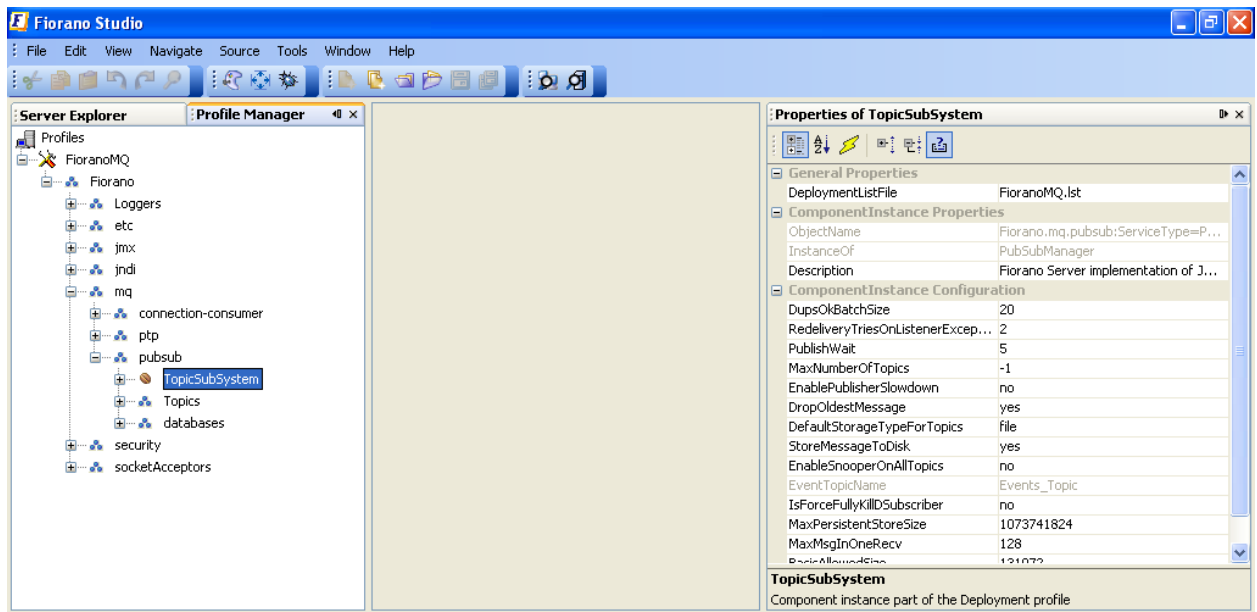 Fiorano Studio
File Edit View Navigate Source Tools Window Help
Server Explorer Profile Manager
Profiles
FioranoMQ
Fiorano
Loggers
etc
jmx
jndi
mq
connection-consumer
ptp
pubsub
TopicSubSystem
Topics
databases
security
socketAcceptors
Properties of TopicSubSystem
General Properties
DeploymentListFile FioranoMQ.lst
ComponentInstance Properties
ObjectName Fiorano.mq.pubsub:ServiceType=P...
InstanceOf PubSubManager
Description Fiorano Server implementation of J...
ComponentInstance Configuration
DupsOkBatchSize 20
RedeliveryTriesOnListenerExcep... 2
PublishWait 5
MaxNumberOfTopics -1
EnablePublisherSlowdown no
DropOldestMessage yes
DefaultStorageTypeForTopics file
StoreMessageToDisk yes
EnableSnooperOnAllTopics no
EventTopicName Events_Topic
IsForceFullyKillDSubscriber no
MaxPersistentStoreSize 1073741824
MaxMsgInOneRecv 128
BasicAllowedSize 131072
TopicSubSystem
Component instance part of the Deployment profile